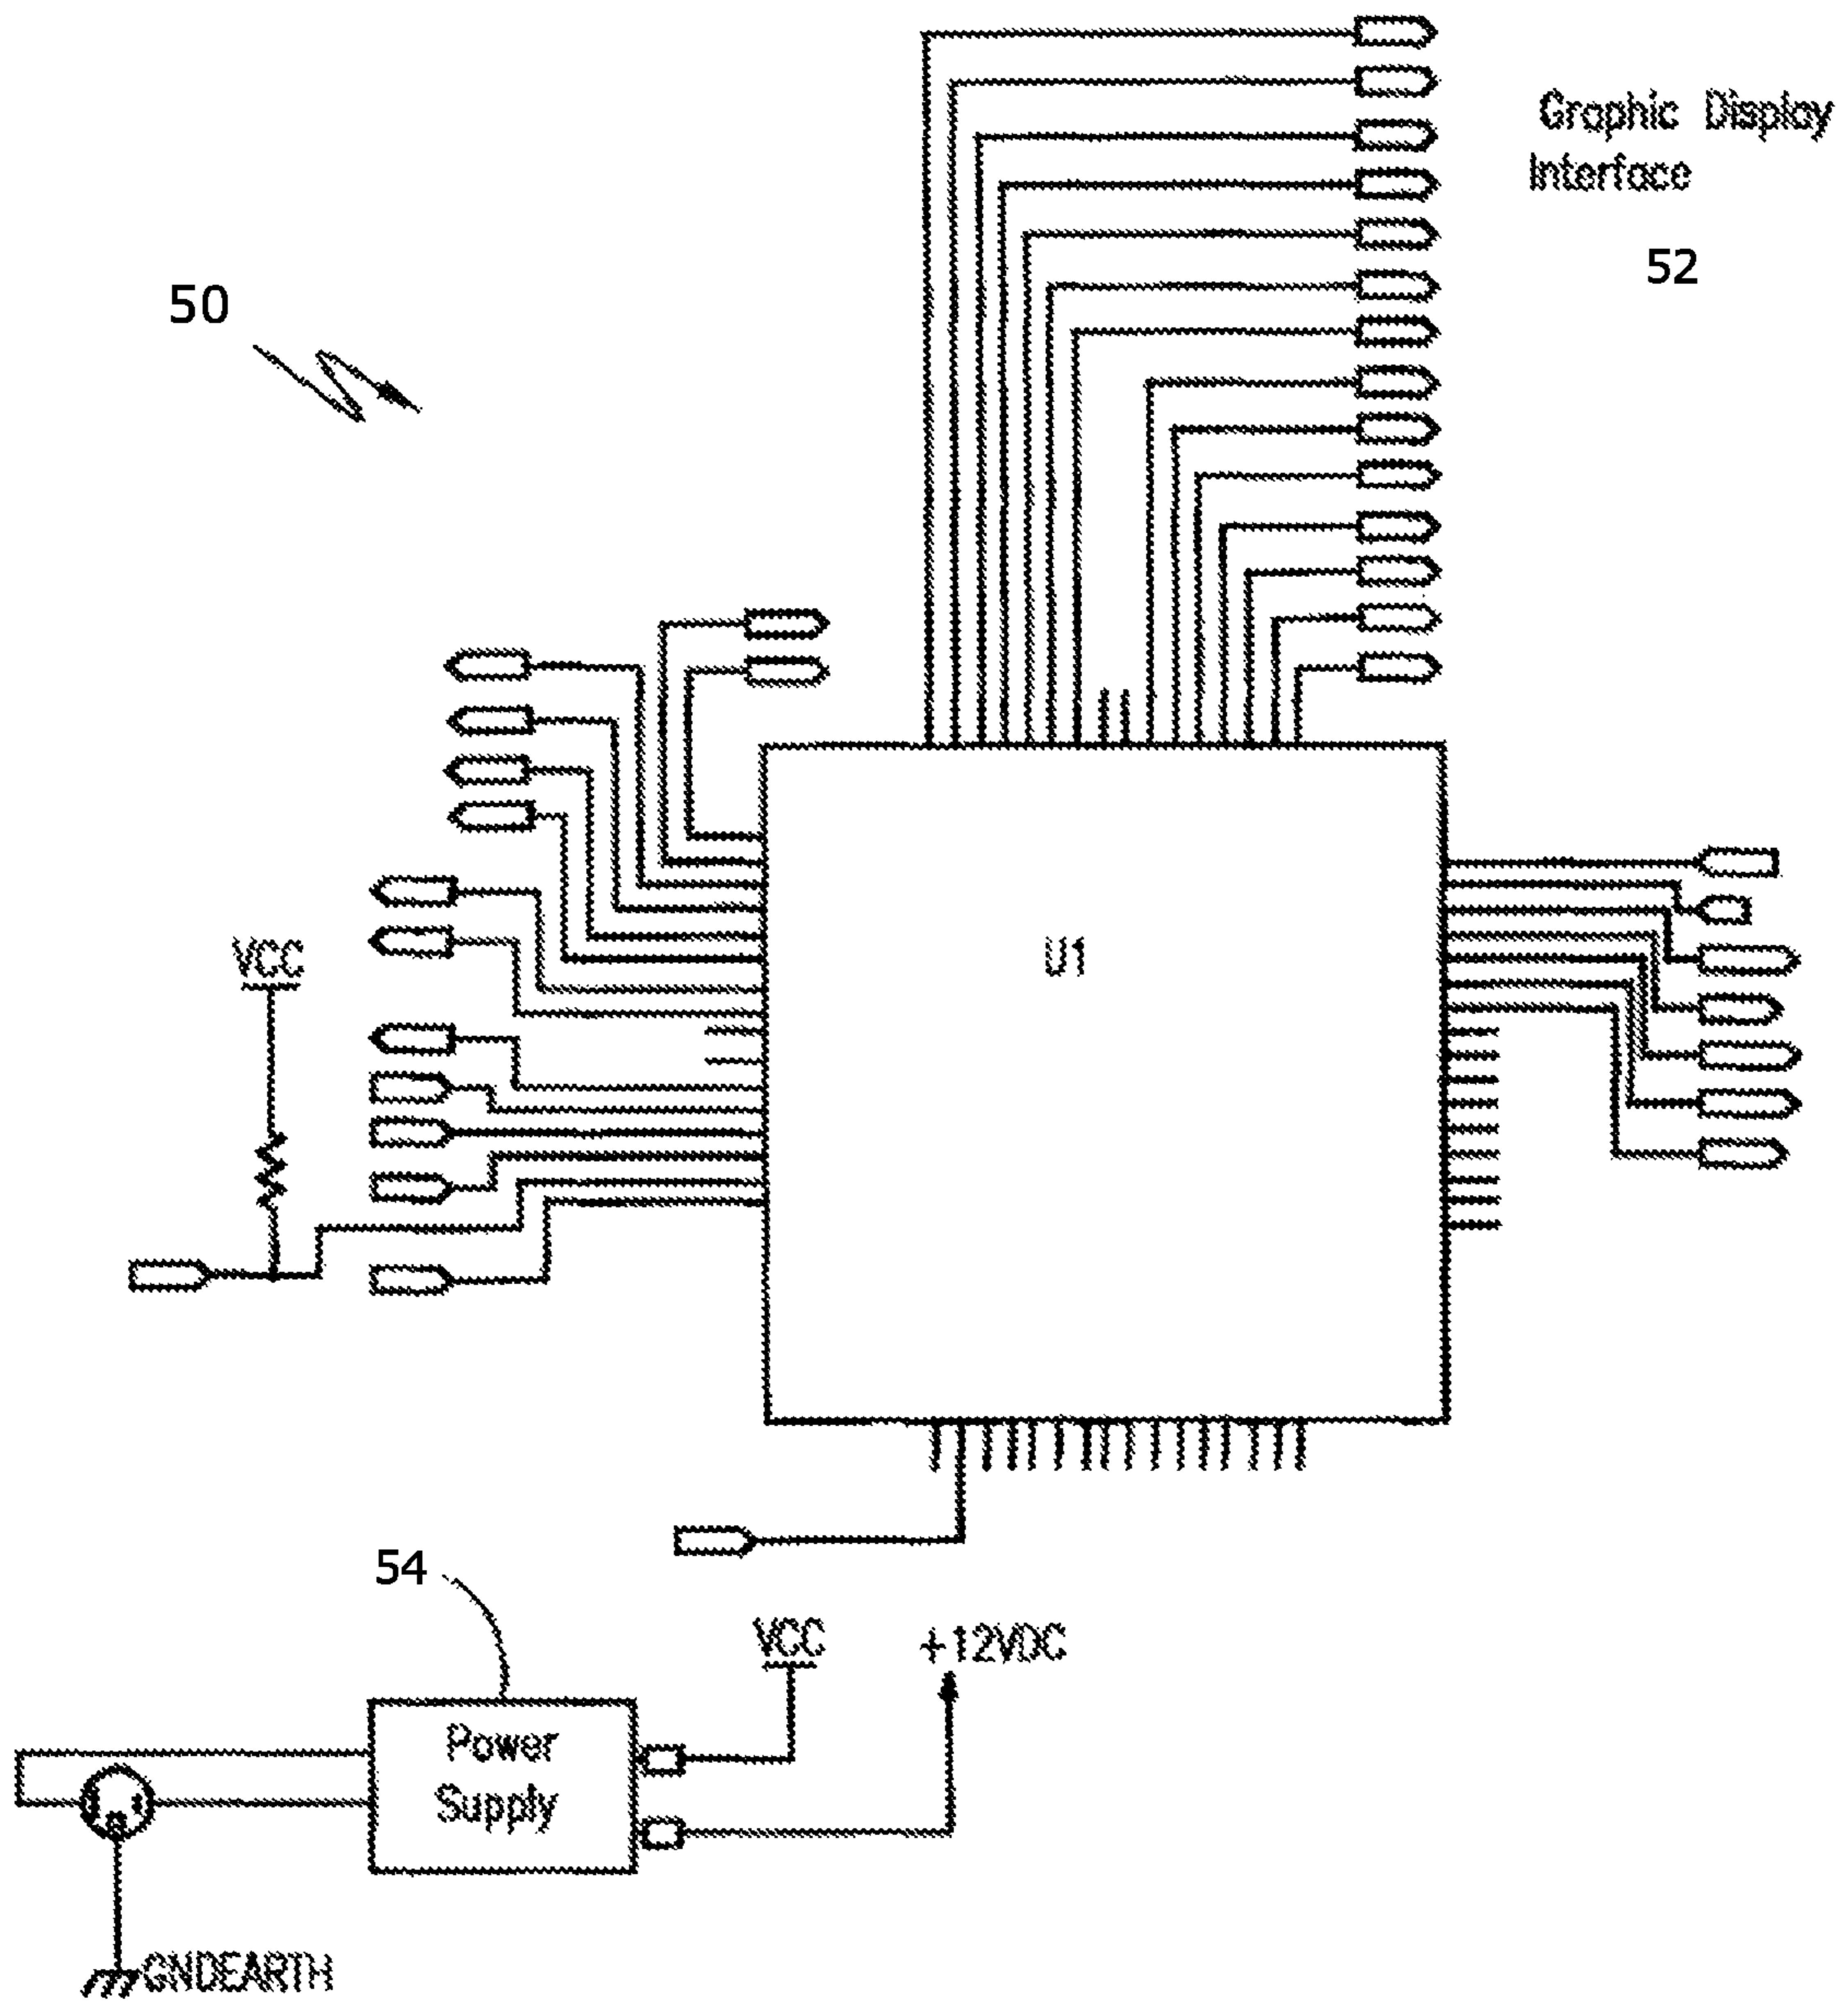 Graphic Display
Interface
52
50
VCC
U1
54
VCC
+12VDC
Power
Supply
GNDEARTH